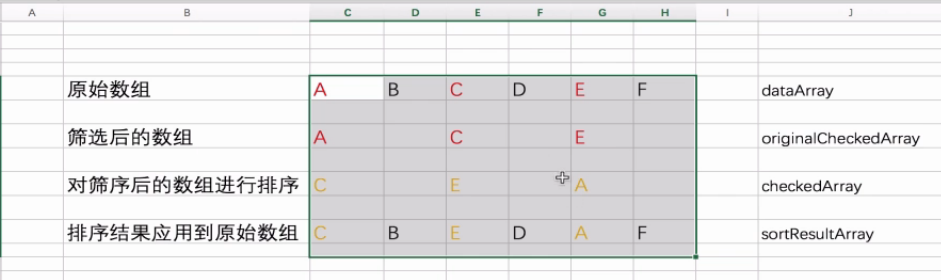 A B C D E F G H I J
原始数组 A B C D E F dataArray
筛选后的数组 A C E originalCheckedArray
对筛序后的数组进行排序 C E A checkedArray
排序结果应用到原始数组 C B E D A F sortResultArray